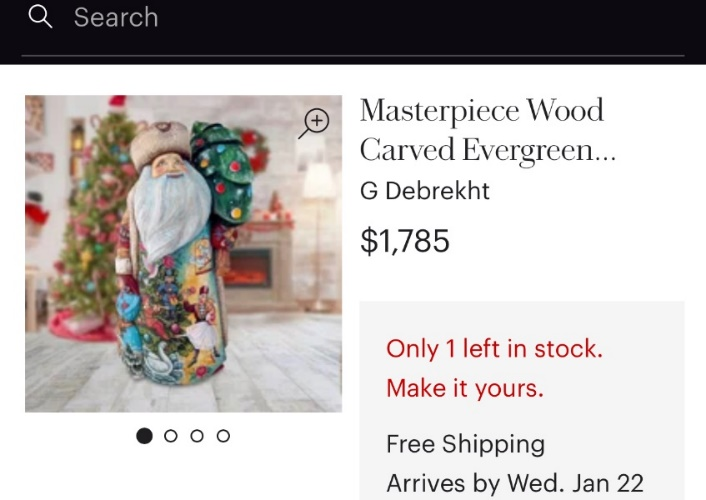 Search
Masterpiece Wood
Carved Evergreen...
G Debrekht
$1,785
Only 1 left in stock.
Make it yours.
Free Shipping
Arrives by Wed. Jan 22